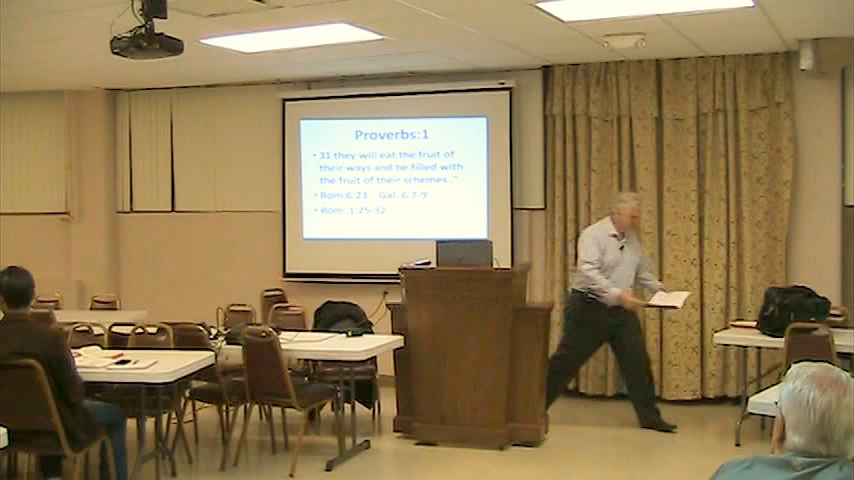 Proverbs:1
• 31 they will eat the fruit of
their ways and be filled with
the fruit of their schemes.."
• Rom:6.23 Gal- 6.7-9
• Rom: 1:25-32